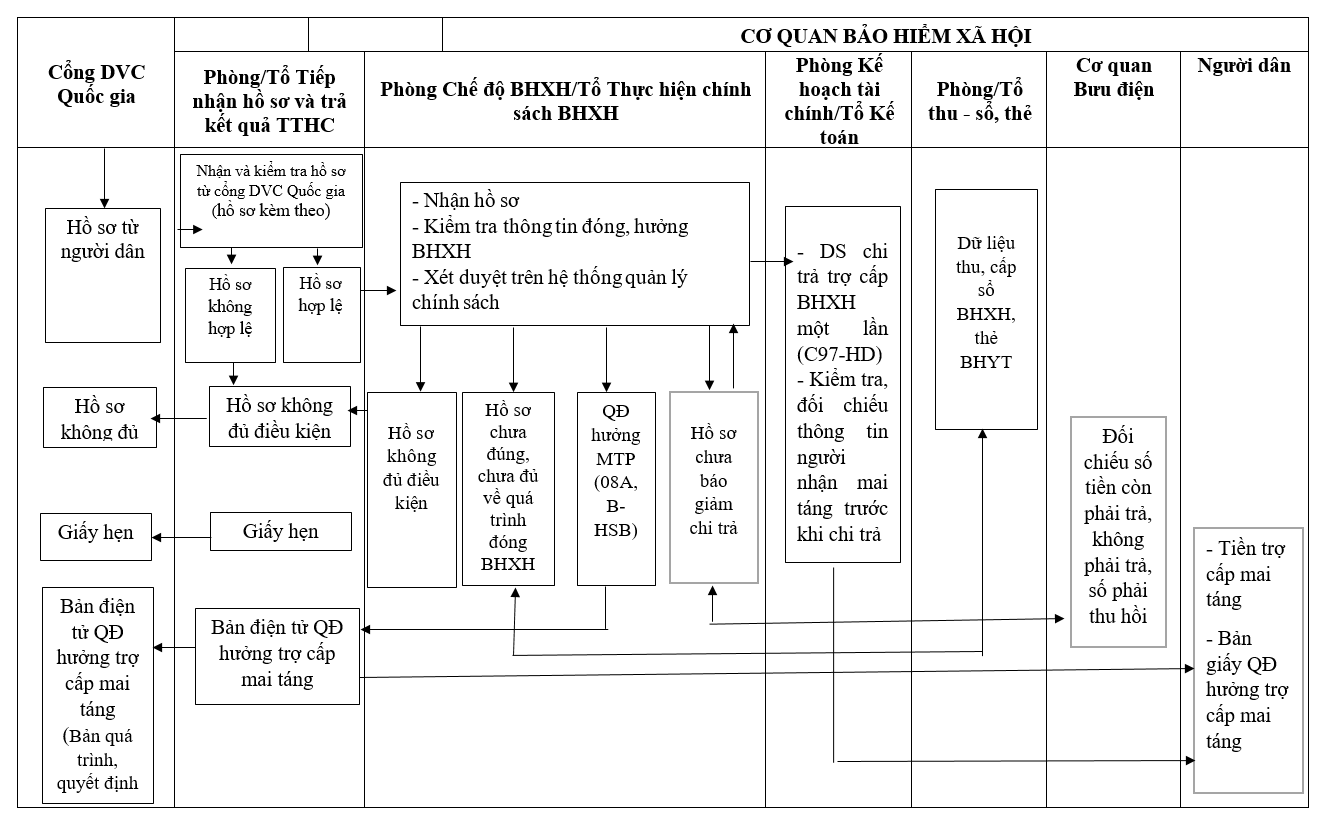 CƠ QUAN BẢO HIỂM XÃ HỘI
Cổng DVC
Quốc gia
Phòng/Tổ Tiếp
nhận hồ sơ và trả
kết quả TTHC
Phòng Chế độ BHXH/Tổ Thực hiện chính
sách BHXH
Phòng Kế
hoạch tài
chính/Tổ Kế
toán
Phòng/Tổ
thu - sổ, thẻ
Cơ quan
Bưu điện
Người dân
Hồ sơ từ
người dân
Nhận và kiểm tra hồ sơ
từ cổng DVC Quốc gia
(hồ sơ kèm theo)
Hồ sơ
không
hợp lệ
Hồ sơ
hợp lệ
- Nhận hồ sơ
- Kiểm tra thông tin đóng, hưởng
BHXH
- Xét duyệt trên hệ thống quản lý
chính sách
- DS chi
trả trợ cấp
BHXH
một lần
(C97-HD)
- Kiểm tra,
đối chiếu
thông tin
người
nhận mai
táng trước
khi chi trả
Dữ liệu
thu, cấp
sổ
BHXH,
thẻ
BHYT
Hồ sơ
không đủ
Hồ sơ không
đủ điều kiện
Hồ sơ
không
đủ điều
kiện
Hồ sơ
chưa
đúng,
chưa đủ
về quá
trình
đóng
BHXH
QĐ
hưởng
MTP
(08A,
B-
HSB)
Hồ sơ
chưa
báo
giảm
chi trả
Đối
chiếu số
tiền còn
phải trả,
không
phải trả,
số phải
thu hồi
Giấy hẹn
Giấy hẹn
- Tiền trợ
cấp mai
táng
- Bản
giấy QĐ
hưởng trợ
cấp mai
táng
Bản điện
tử QĐ
hưởng trợ
cấp mai
táng
(Bản quá
trình,
quyết định
Bản điện tử QĐ
hưởng trợ cấp
mai táng